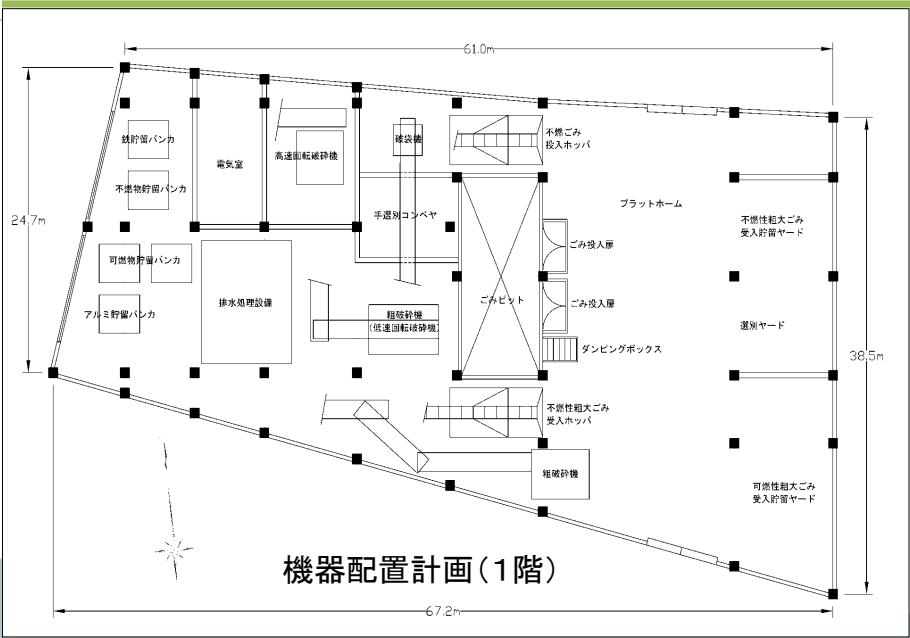 61.0m
24.7m
鉄貯留バンカ
不燃物貯留バンカ
可燃物貯留バンカ
アルミ貯留バンカ
電気室
高速回転破砕機
破袋機
不燃ごみ
投入ホッパ
手選別コンベヤ
プラットホーム
不燃性粗大ごみ
受入貯留ヤード
ごみ投入扉
ごみピット
ごみ投入扉
排水処理設備
粗破砕機
(低速回転破砕機)
選別ヤード
ダンピングボックス
38.5m
不燃性粗大ごみ
受入ホッパ
粗破砕機
可燃性粗大ごみ
受入貯留ヤード
機器配置計画(1階)
67.2m